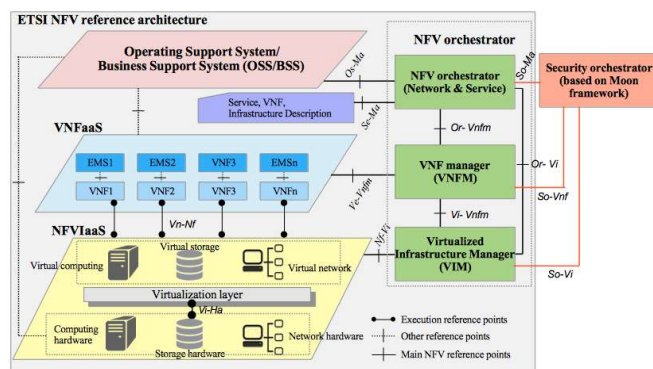 ETSI NFV reference architecture
Operating Support System/
Business Support System (OSS/BSS)
Os-Ma
NFV orchestrator
NFV orchestrator
(Network & Service)
So-Ma
Security orchestrator
(based on Moon
framework)
Service, VNF,
Infrastructure Description
Se-Ma
Or- Vnfm
VNFaaS
EMS1
EMS2
VNF3
EMSn
VNF1
VNF2
VNF3
VNFn
Ve-Vnfm
VNF manager
(VNFM)
Or- Vi
So-Vnf
Vn-Nf
Vi- Vnfm
NFVIaaS
Virtual storage
Virtual computing
Virtual network
Nf-Vi
Virtualized
Infrastructure Manager
(VIM)
So-Vi
Virtualization layer
Vi-Ha
Computing
hardware
Storage hardware
Network hardware
Execution reference points
Other reference points
Main NFV reference points